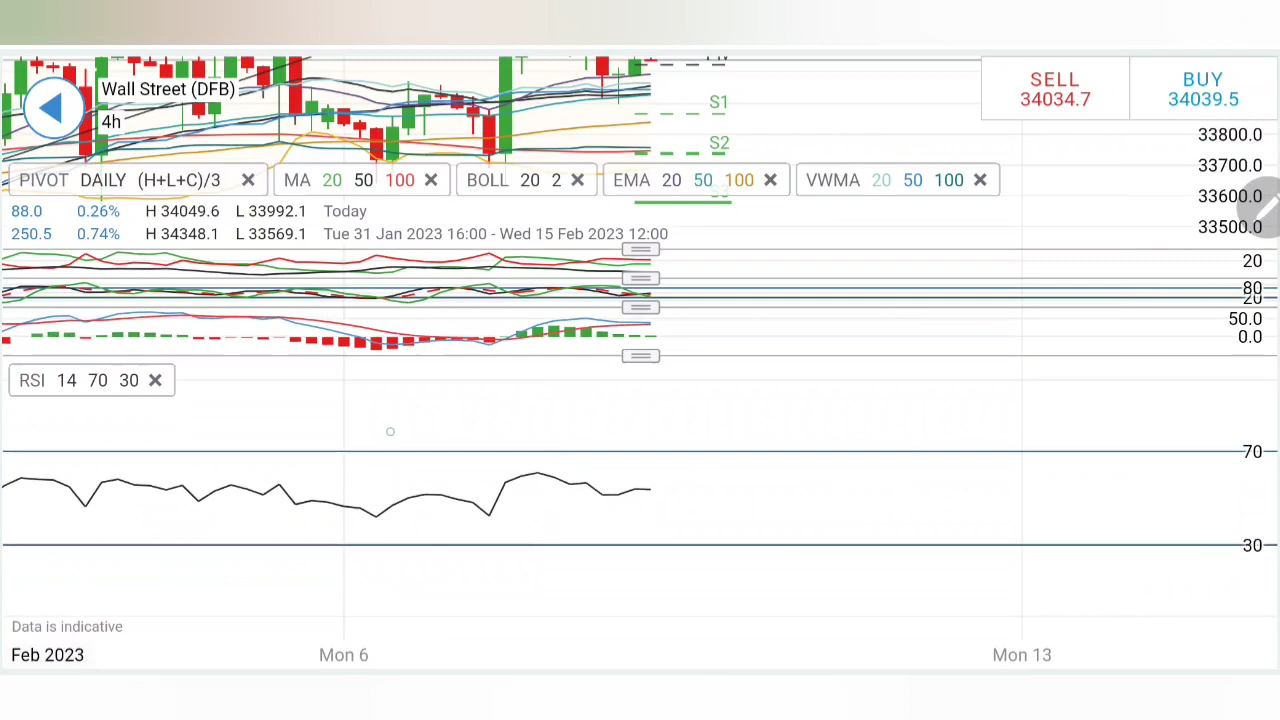 Wall Street (DFB)
4h
SELL
34034.7
BUY
34039.5
S1
S2
S3
33800.0
33700.0
33600.0
33500.0
PIVOT DAILY (H+L+C)/3
MA 20 50 100
BOLL 20 2
EMA 20 50 100
VWMA 20 50 100
88.0 0.26% H 34049.6 L 33992.1 Today
250.5 0.74% H 34348.1 L 33569.1 Tue 31 Jan 2023 16:00 - Wed 15 Feb 2023 12:00
20
80
20
50.0
0.0
RSI 14 70 30
70
30
Data is indicative
Feb 2023
Mon 6
Mon 13